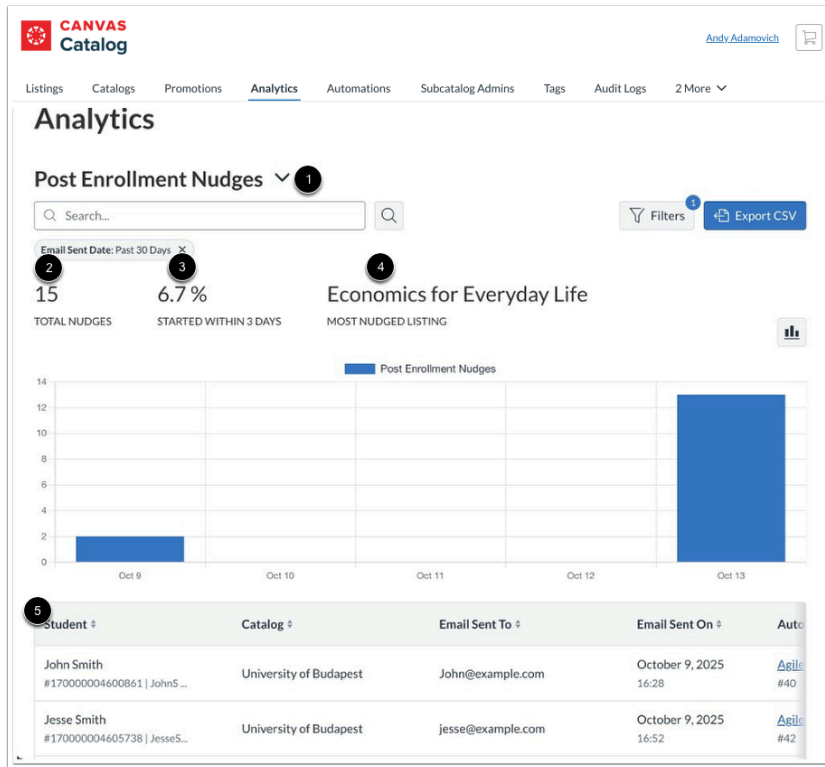 CANVAS
Catalog
Andy Adamovich
Listings Catalogs Promotions Analytics Automations Subcatalog Admins Tags Audit Logs 2 More
Analytics
Post Enrollment Nudges 1
Search...
Filters 1 Export CSV
Email Sent Date: Past 30 Days ×
2 3 4
15 6.7 % Economics for Everyday Life
TOTAL NUDGES STARTED WITHIN 3 DAYS MOST NUDGED LISTING
Post Enrollment Nudges
14
12
10
8
6
4
2
0
Oct 9 Oct 10 Oct 11 Oct 12 Oct 13
5
Student Catalog Email Sent To Email Sent On Auto
John Smith University of Budapest John@example.com October 9, 2025 Agile
#170000004600861 | JohnS... 16:28 #40
Jesse Smith University of Budapest jesse@example.com October 9, 2025 Agile
#170000004605738 | JesseS... 16:52 #42